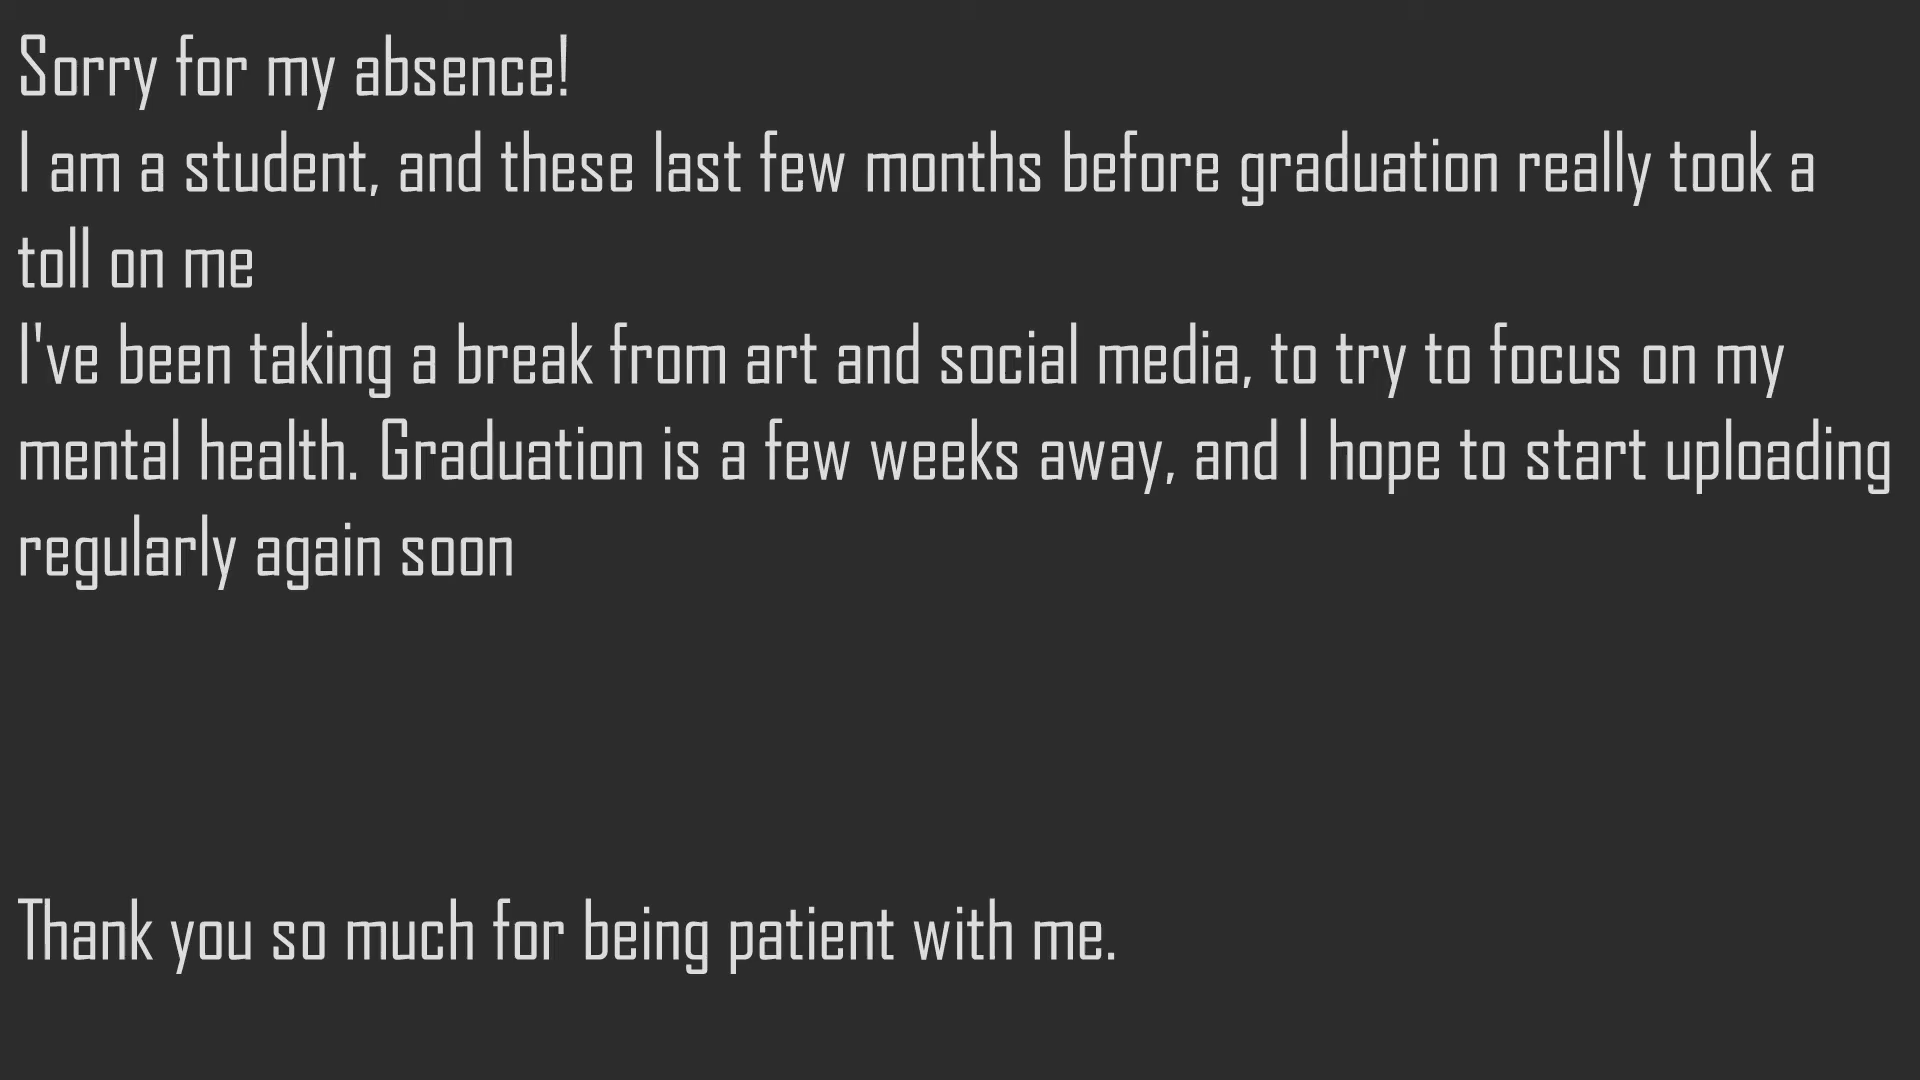 Sorry for my absence!
I am a student, and these last few months before graduation really took a
toll on me
I've been taking a break from art and social media, to try to focus on my
mental health. Graduation is a few weeks away, and I hope to start uploading
regularly again soon
Thank you so much for being patient with me.